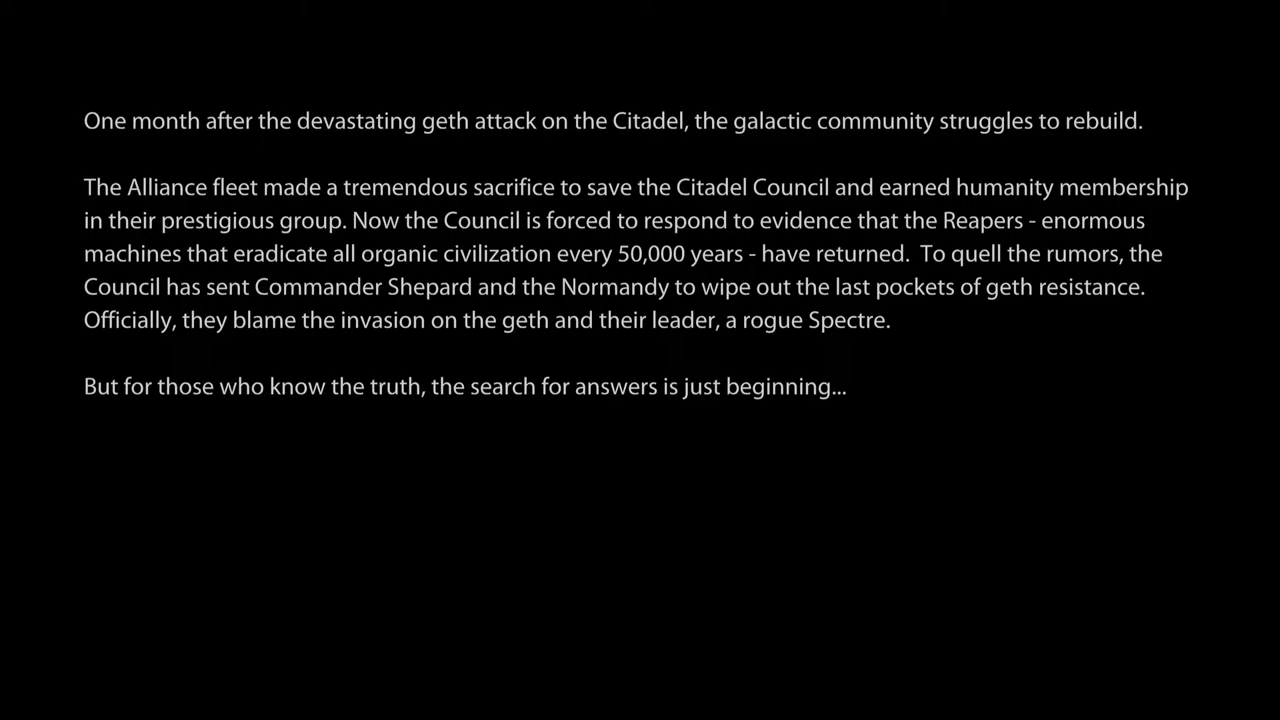 One month after the devastating geth attack on the Citadel, the galactic community struggles to rebuild.
The Alliance fleet made a tremendous sacrifice to save the Citadel Council and earned humanity membership
in their prestigious group. Now the Council is forced to respond to evidence that the Reapers - enormous
machines that eradicate all organic civilization every 50,000 years - have returned.  To quell the rumors, the
Council has sent Commander Shepard and the Normandy to wipe out the last pockets of geth resistance.
Officially, they blame the invasion on the geth and their leader, a rogue Spectre.
But for those who know the truth, the search for answers is just beginning...